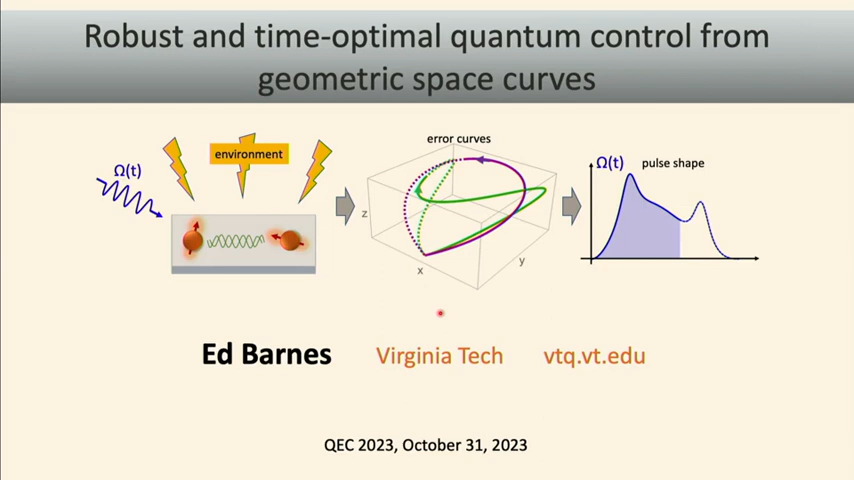 Robust and time-optimal quantum control from
geometric space curves
environment
Ω(t)
error curves
z
x
y
Ω(t)
pulse shape
Ed Barnes
Virginia Tech
vtq.vt.edu
QEC 2023, October 31, 2023